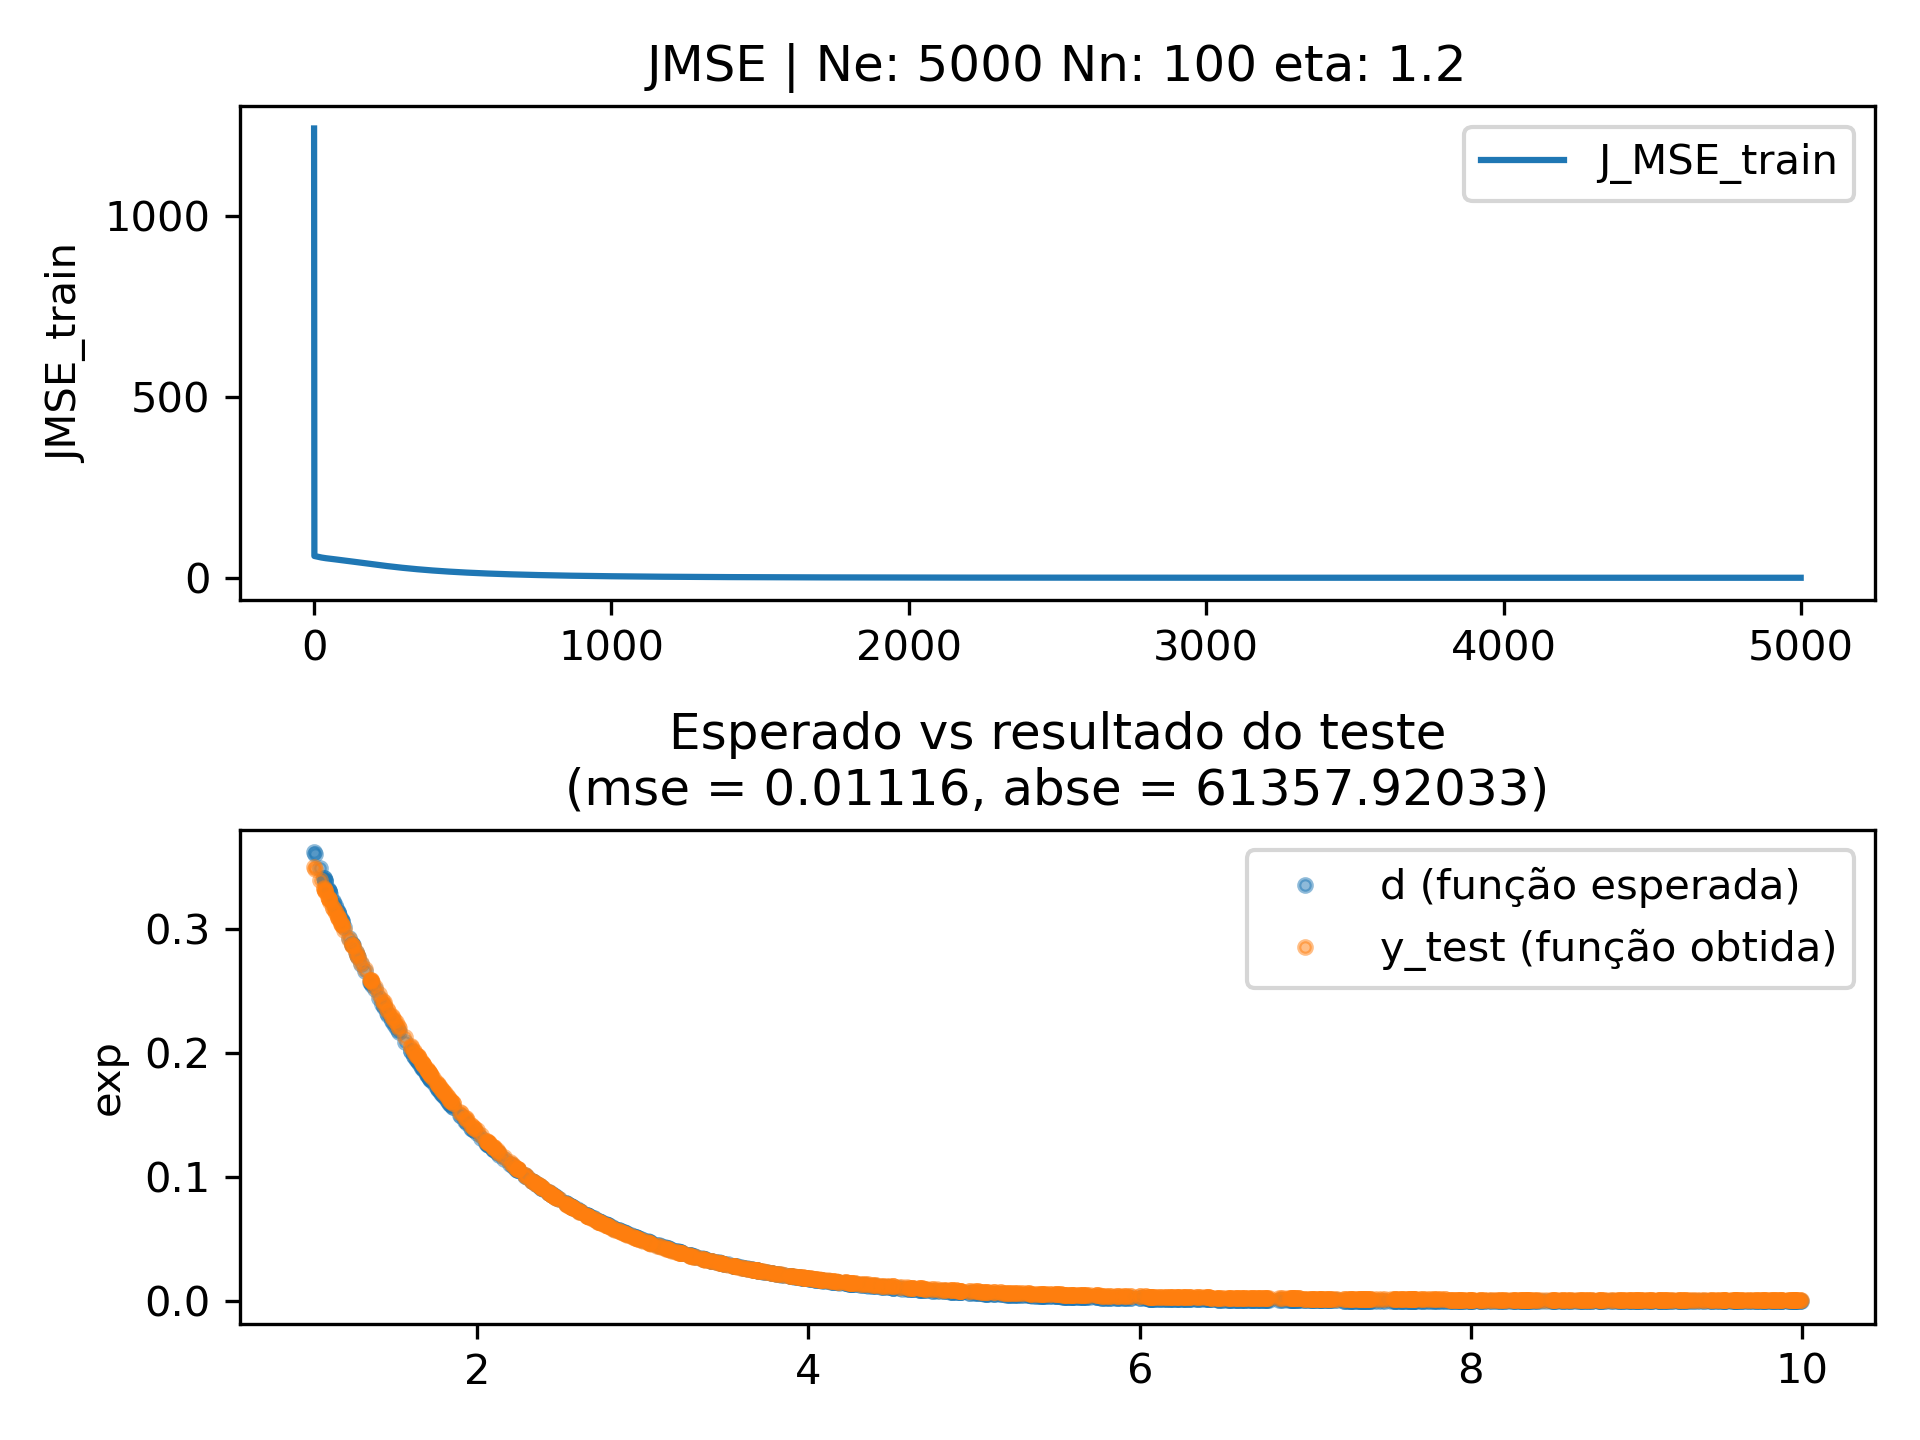 JMSE | Ne: 5000 Nn: 100 eta: 1.2
J_MSE_train
JMSE_train
1000
500
0
0 1000 2000 3000 4000 5000
Esperado vs resultado do teste
(mse = 0.01116, abse = 61357.92033)
d (função esperada)
y_test (função obtida)
exp
0.3
0.2
0.1
0.0
2 4 6 8 10